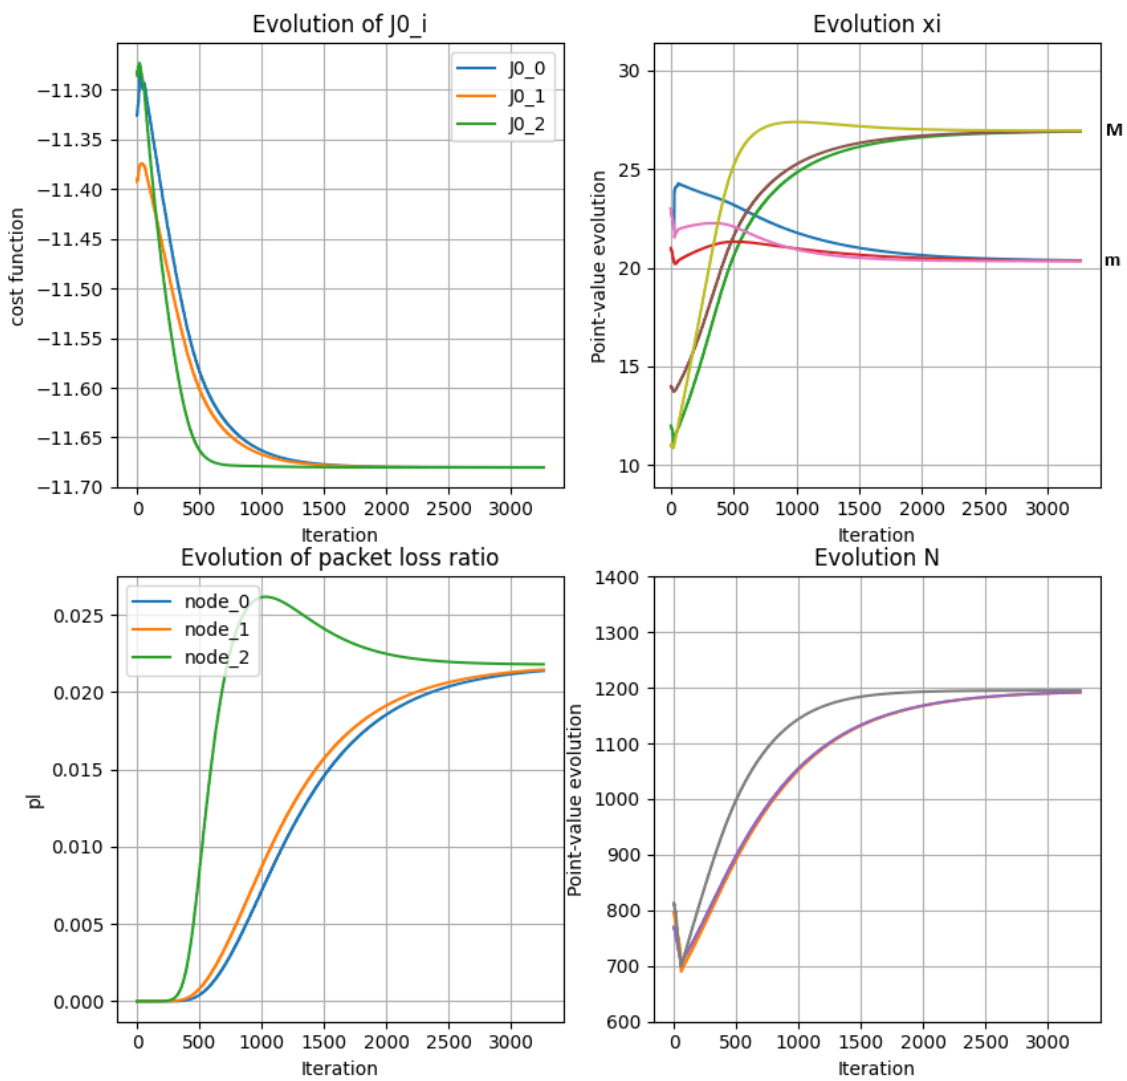 Evolution of J0_i
J0_0
J0_1
J0_2
cost function
−11.30
−11.35
−11.40
−11.45
−11.50
−11.55
−11.60
−11.65
−11.70
0 500 1000 1500 2000 2500 3000
Iteration
Evolution xi
Point-value evolution
30
25
20
15
10
M
m
0 500 1000 1500 2000 2500 3000
Iteration
Evolution of packet loss ratio
node_0
node_1
node_2
pl
0.025
0.020
0.015
0.010
0.005
0.000
0 500 1000 1500 2000 2500 3000
Iteration
Evolution N
Point-value evolution
1400
1300
1200
1100
1000
900
800
700
600
0 500 1000 1500 2000 2500 3000
Iteration